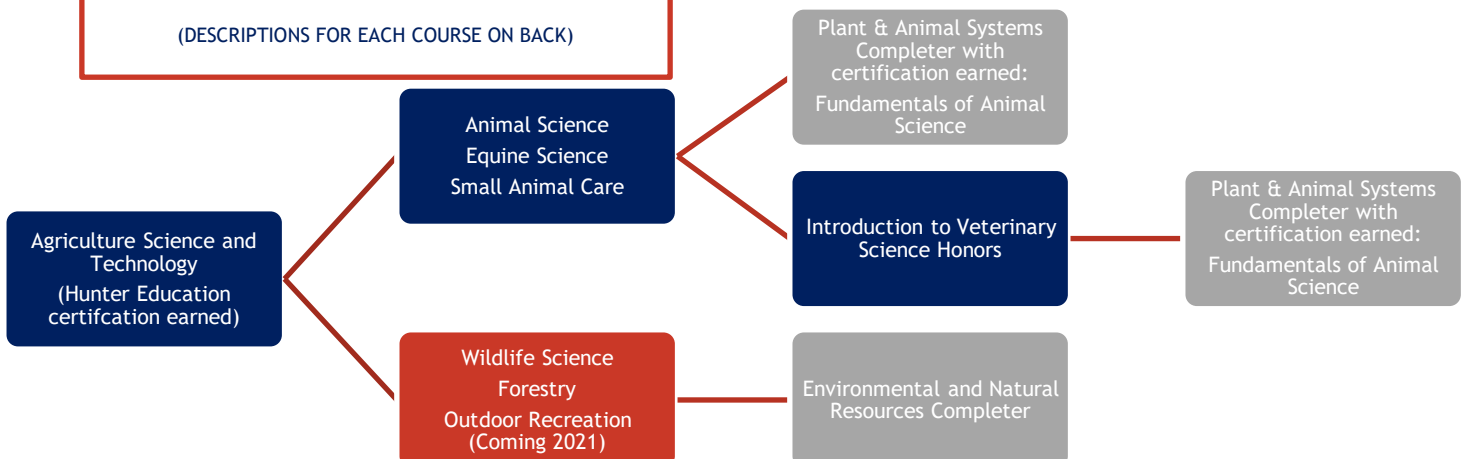 (DESCRIPTIONS FOR EACH COURSE ON BACK)
Agriculture Science and
Technology
(Hunter Education
certifcation earned)
Animal Science
Equine Science
Small Animal Care
Plant & Animal Systems
Completer with
certification earned:
Fundamentals of Animal
Science
Introduction to Veterinary
Science Honors
Plant & Animal Systems
Completer with
certification earned:
Fundamentals of Animal
Science
Wildlife Science
Forestry
Outdoor Recreation
(Coming 2021)
Environmental and Natural
Resources Completer